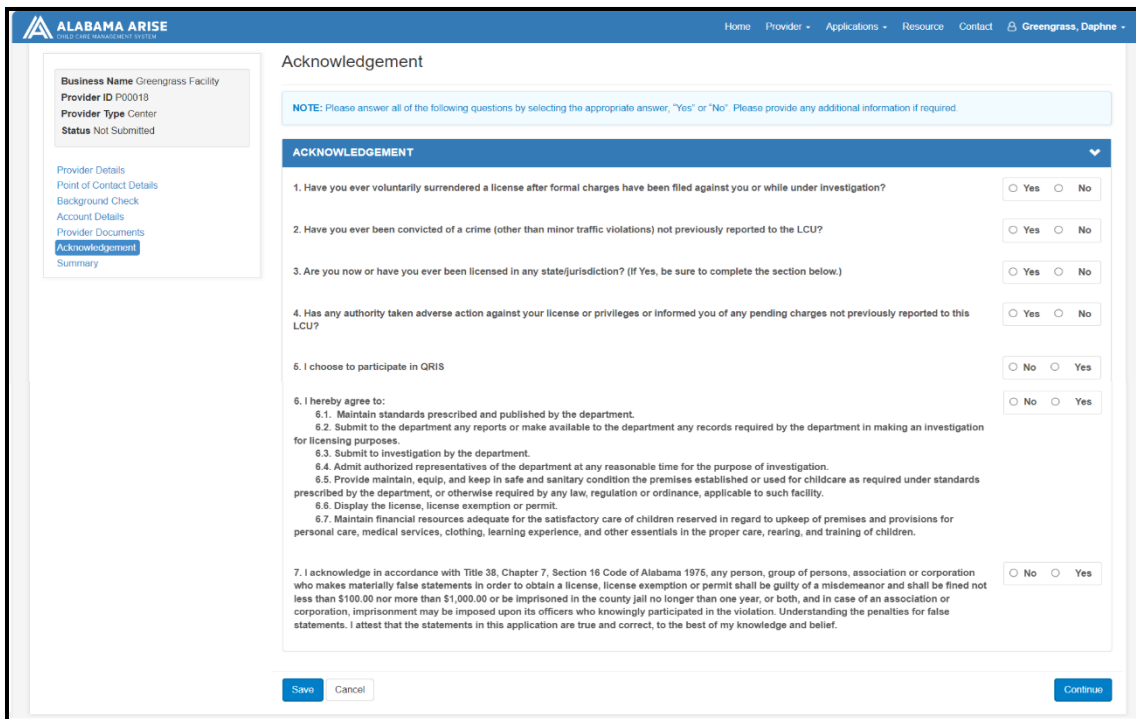 ALABAMA ARISE
CHILD CARE MANAGEMENT SYSTEM
Home Provider Applications Resource Contact Greengrass, Daphne
Business Name Greengrass Facility
Provider ID P00018
Provider Type Center
Status Not Submitted
Provider Details
Point of Contact Details
Background Check
Account Details
Provider Documents
Acknowledgement
Summary
Acknowledgement
NOTE: Please answer all of the following questions by selecting the appropriate answer, "Yes" or "No". Please provide any additional information if required.
ACKNOWLEDGEMENT
1. Have you ever voluntarily surrendered a license after formal charges have been filed against you or while under investigation? Yes No
2. Have you ever been convicted of a crime (other than minor traffic violations) not previously reported to the LCU? Yes No
3. Are you now or have you ever been licensed in any state/jurisdiction? (If Yes, be sure to complete the section below.) Yes No
4. Has any authority taken adverse action against your license or privileges or informed you of any pending charges not previously reported to this Yes No
LCU?
5. I choose to participate in QRIS No Yes
6. I hereby agree to: No Yes
6.1. Maintain standards prescribed and published by the department.
6.2. Submit to the department any reports or make available to the department any records required by the department in making an investigation
for licensing purposes.
6.3. Submit to investigation by the department.
6.4. Admit authorized representatives of the department at any reasonable time for the purpose of investigation.
6.5. Provide maintain, equip, and keep in safe and sanitary condition the premises established or used for childcare as required under standards
prescribed by the department, or otherwise required by any law, regulation or ordinance, applicable to such facility.
6.6. Display the license, license exemption or permit.
6.7. Maintain financial resources adequate for the satisfactory care of children reserved in regard to upkeep of premises and provisions for
personal care, medical services, clothing, learning experience, and other essentials in the proper care, rearing, and training of children.
7. I acknowledge in accordance with Title 38, Chapter 7, Section 16 Code of Alabama 1975, any person, group of persons, association or corporation No Yes
who makes materially false statements in order to obtain a license, license exemption or permit shall be guilty of a misdemeanor and shall be fined not
less than $100.00 nor more than $1,000.00 or be imprisoned in the county jail no longer than one year, or both, and in case of an association or
corporation, imprisonment may be imposed upon its officers who knowingly participated in the violation. Understanding the penalties for false
statements. I attest that the statements in this application are true and correct, to the best of my knowledge and belief.
Save Cancel Continue